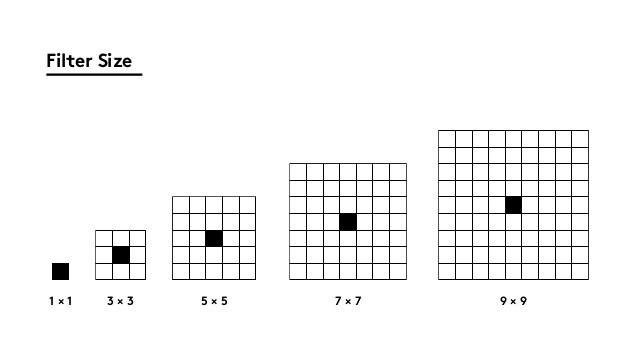 Filter Size
1 × 1
3 × 3
5 × 5
7 × 7
9 × 9